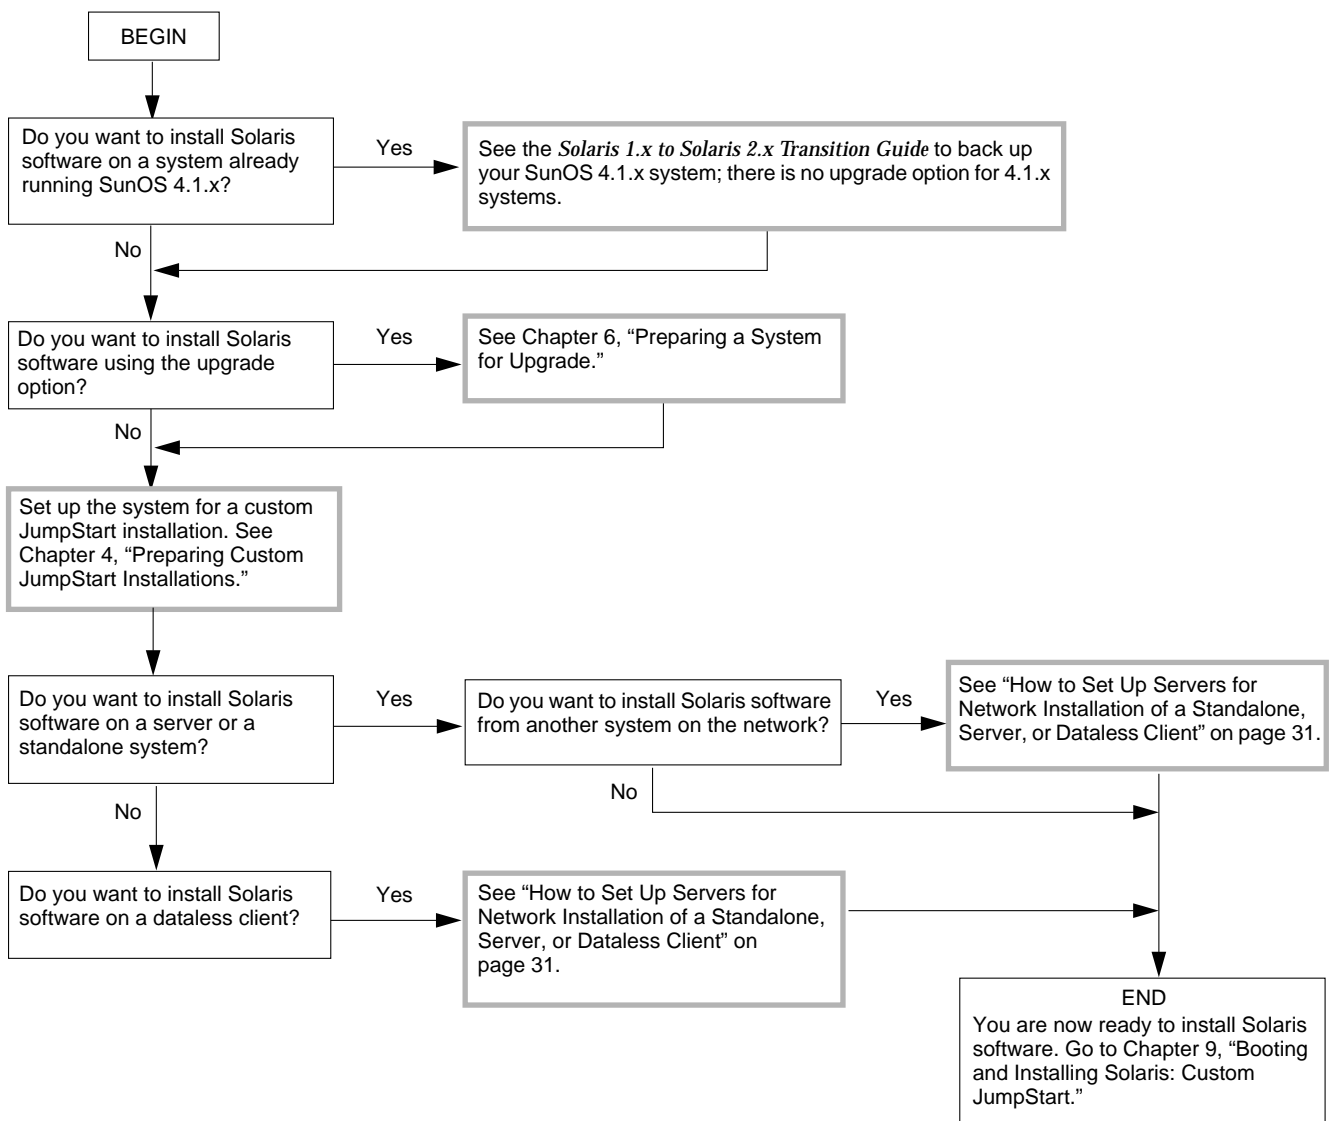 BEGIN
Do you want to install Solaris
software on a system already
running SunOS 4.1.x?
Yes
See the Solaris 1.x to Solaris 2.x Transition Guide to back up
your SunOS 4.1.x system; there is no upgrade option for 4.1.x
systems.
No
Do you want to install Solaris
software using the upgrade
option?
Yes
See Chapter 6, “Preparing a System
for Upgrade.”
No
Set up the system for a custom
JumpStart installation. See
Chapter 4, “Preparing Custom
JumpStart Installations.”
Do you want to install Solaris
software on a server or a
standalone system?
Yes
Do you want to install Solaris software
from another system on the network?
Yes
See “How to Set Up Servers for
Network Installation of a Standalone,
Server, or Dataless Client” on page 31.
No
No
Do you want to install Solaris
software on a dataless client?
Yes
See “How to Set Up Servers for
Network Installation of a Standalone,
Server, or Dataless Client” on
page 31.
END
You are now ready to install Solaris
software. Go to Chapter 9, “Booting
and Installing Solaris: Custom
JumpStart.”